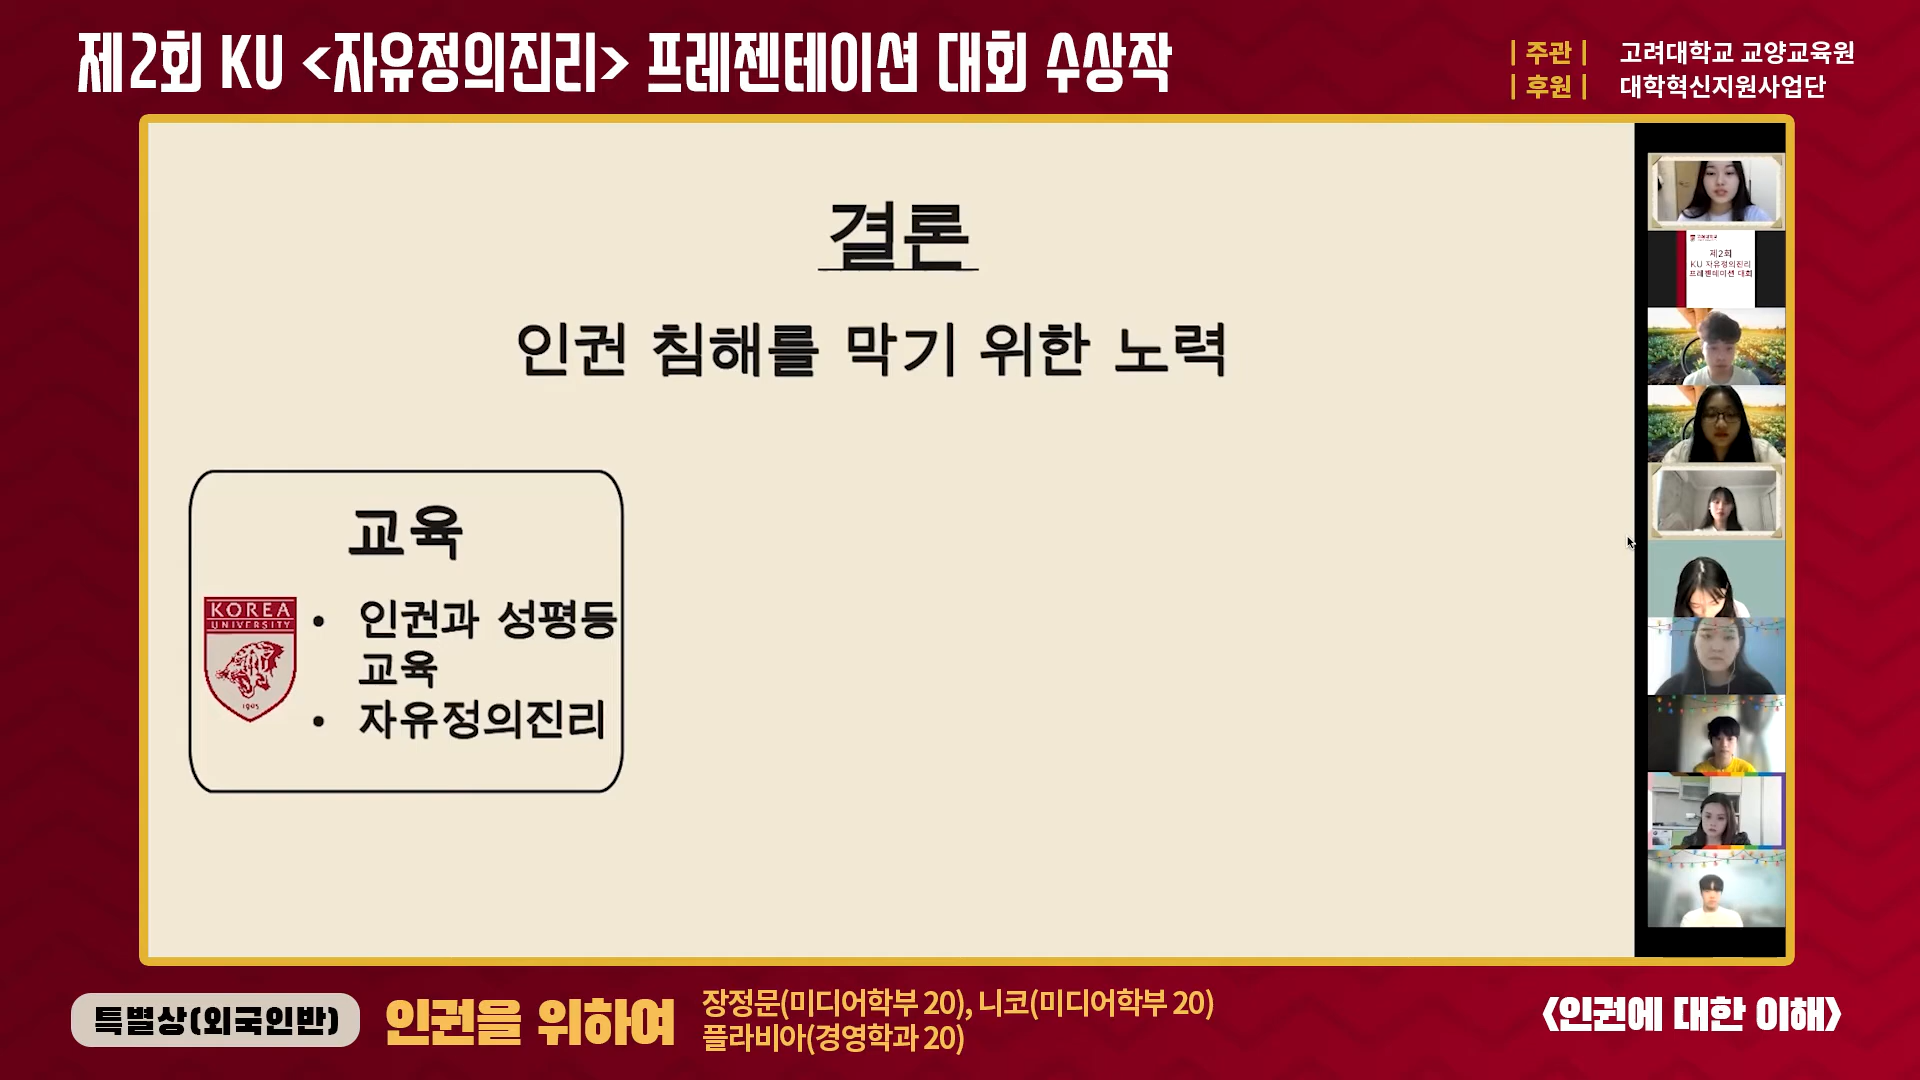 제2회 KU <자유정의진리> 프레젠테이션 대회 수상작
| 주관 | 고려대학교 교양교육원
| 후원 | 대학혁신지원사업단
결론
인권 침해를 막기 위한 노력
교육
KOREA
UNIVERSITY
1905
• 인권과 성평등
교육
• 자유정의진리
제2회
KU 자유정의진리
프레젠테이션 대회
특별상(외국인반)
인권을 위하여
장정문(미디어학부 20), 니코(미디어학부 20)
플라비아(경영학과 20)
<인권에 대한 이해>